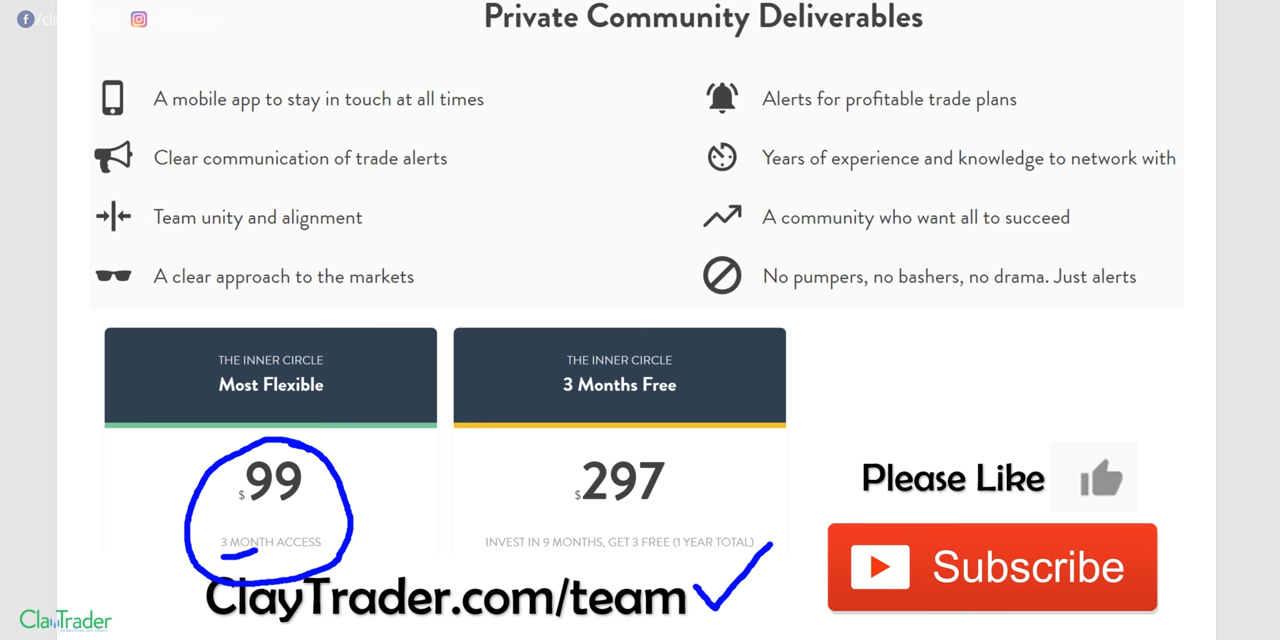 Private Community Deliverables
A mobile app to stay in touch at all times
Alerts for profitable trade plans
Clear communication of trade alerts
Years of experience and knowledge to network with
Team unity and alignment
A community who want all to succeed
A clear approach to the markets
No pumpers, no bashers, no drama. Just alerts
THE INNER CIRCLE
Most Flexible
$99
3 MONTH ACCESS
THE INNER CIRCLE
3 Months Free
$297
INVEST IN 9 MONTHS, GET 3 FREE (1 YEAR TOTAL)
Please Like
Subscribe
ClayTrader.com/team
ClayTrader